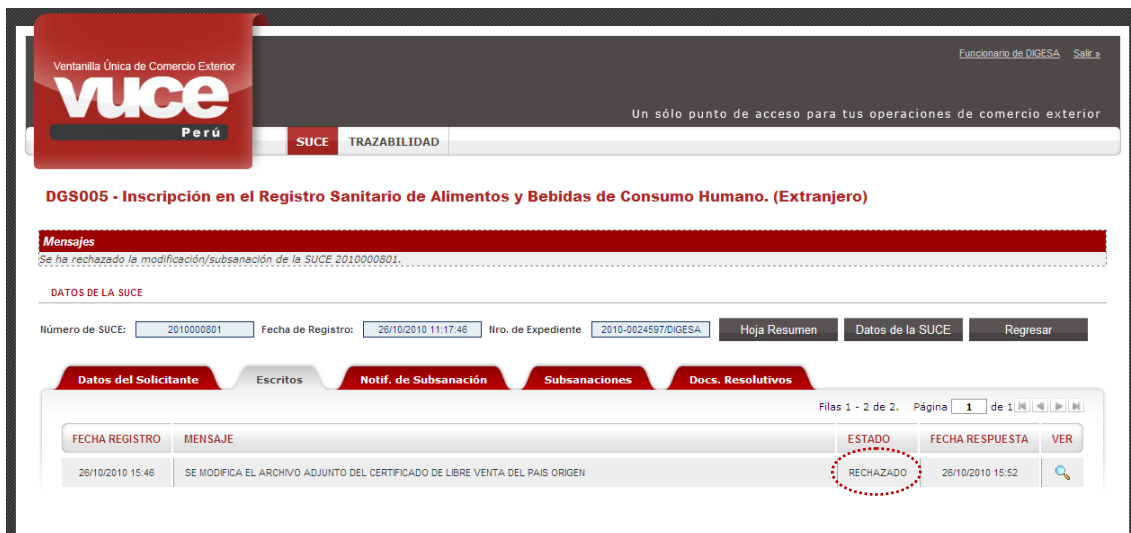 Ventanilla Única de Comercio Exterior
vuce
Perú
Funcionario de DIGESA Salir »
Un sólo punto de acceso para tus operaciones de comercio exterior
SUCE TRAZABILIDAD
DGS005 - Inscripción en el Registro Sanitario de Alimentos y Bebidas de Consumo Humano. (Extranjero)
Mensajes
Se ha rechazado la modificación/subsanación de la SUCE 2010000801.
DATOS DE LA SUCE
Número de SUCE: 2010000801 Fecha de Registro: 26/10/2010 11:17:46 Nro. de Expediente 2010-0024597/DIGESA Hoja Resumen Datos de la SUCE Regresar
Datos del Solicitante Escritos Notif. de Subsanación Subsanaciones Docs. Resolutivos
Filas 1 - 2 de 2. Página 1 de 1
FECHA REGISTRO MENSAJE ESTADO FECHA RESPUESTA VER
26/10/2010 15:46 SE MODIFICA EL ARCHIVO ADJUNTO DEL CERTIFICADO DE LIBRE VENTA DEL PAIS ORIGEN RECHAZADO 26/10/2010 15:52